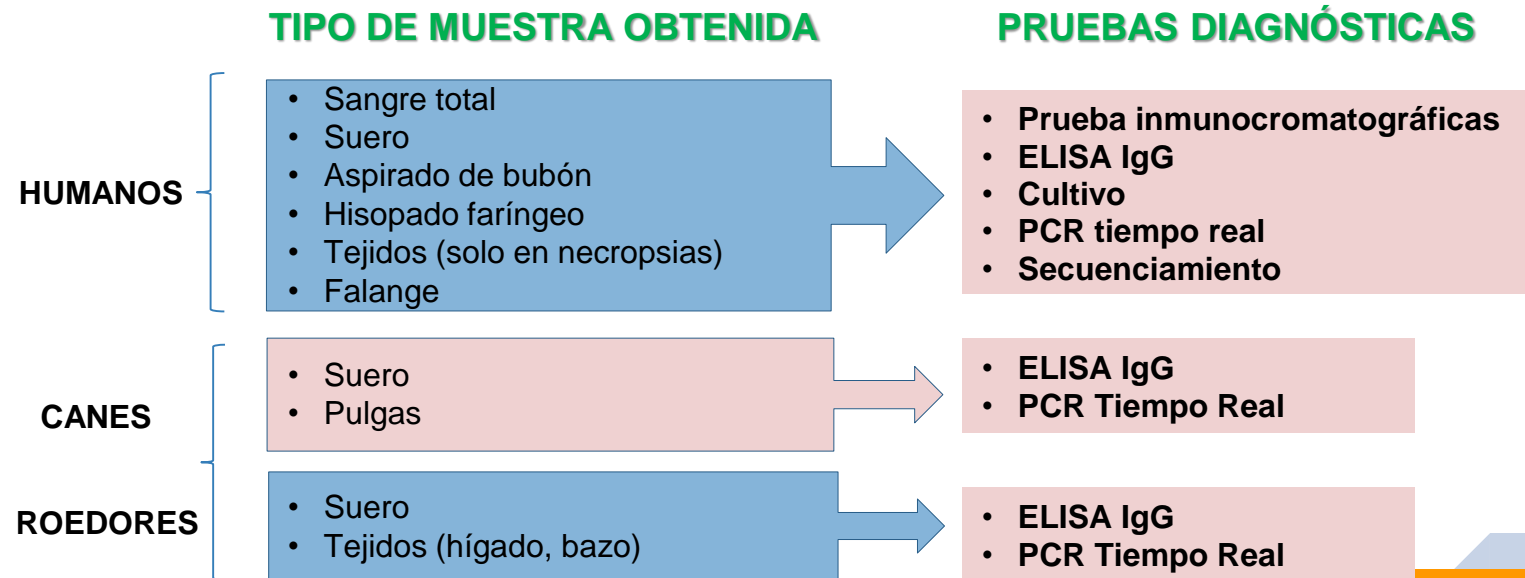 TIPO DE MUESTRA OBTENIDA
PRUEBAS DIAGNÓSTICAS
HUMANOS
• Sangre total
• Suero
• Aspirado de bubón
• Hisopado faríngeo
• Tejidos (solo en necropsias)
• Falange
• Prueba inmunocromatográficas
• ELISA IgG
• Cultivo
• PCR tiempo real
• Secuenciamiento
CANES
• Suero
• Pulgas
• ELISA IgG
• PCR Tiempo Real
ROEDORES
• Suero
• Tejidos (hígado, bazo)
• ELISA IgG
• PCR Tiempo Real